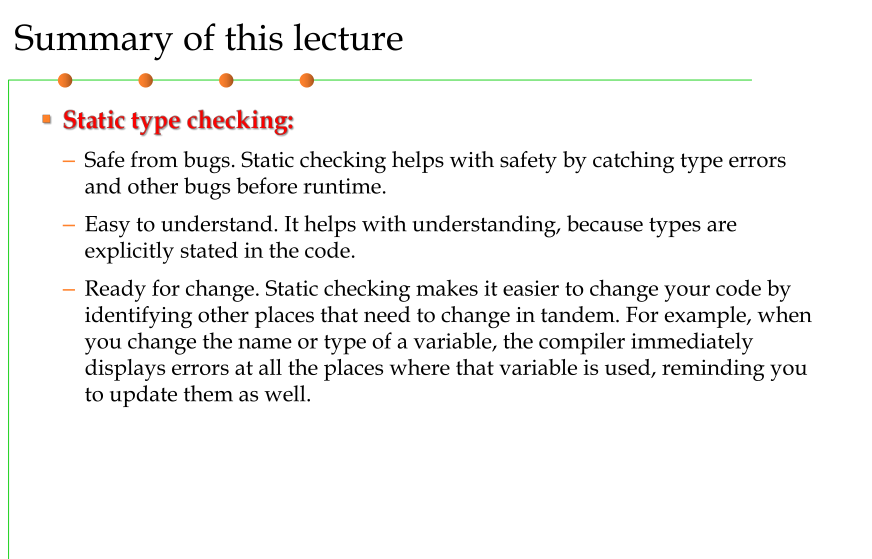 Summary of this lecture
Static type checking:
– Safe from bugs. Static checking helps with safety by catching type errors
and other bugs before runtime.
– Easy to understand. It helps with understanding, because types are
explicitly stated in the code.
– Ready for change. Static checking makes it easier to change your code by
identifying other places that need to change in tandem. For example, when
you change the name or type of a variable, the compiler immediately
displays errors at all the places where that variable is used, reminding you
to update them as well.